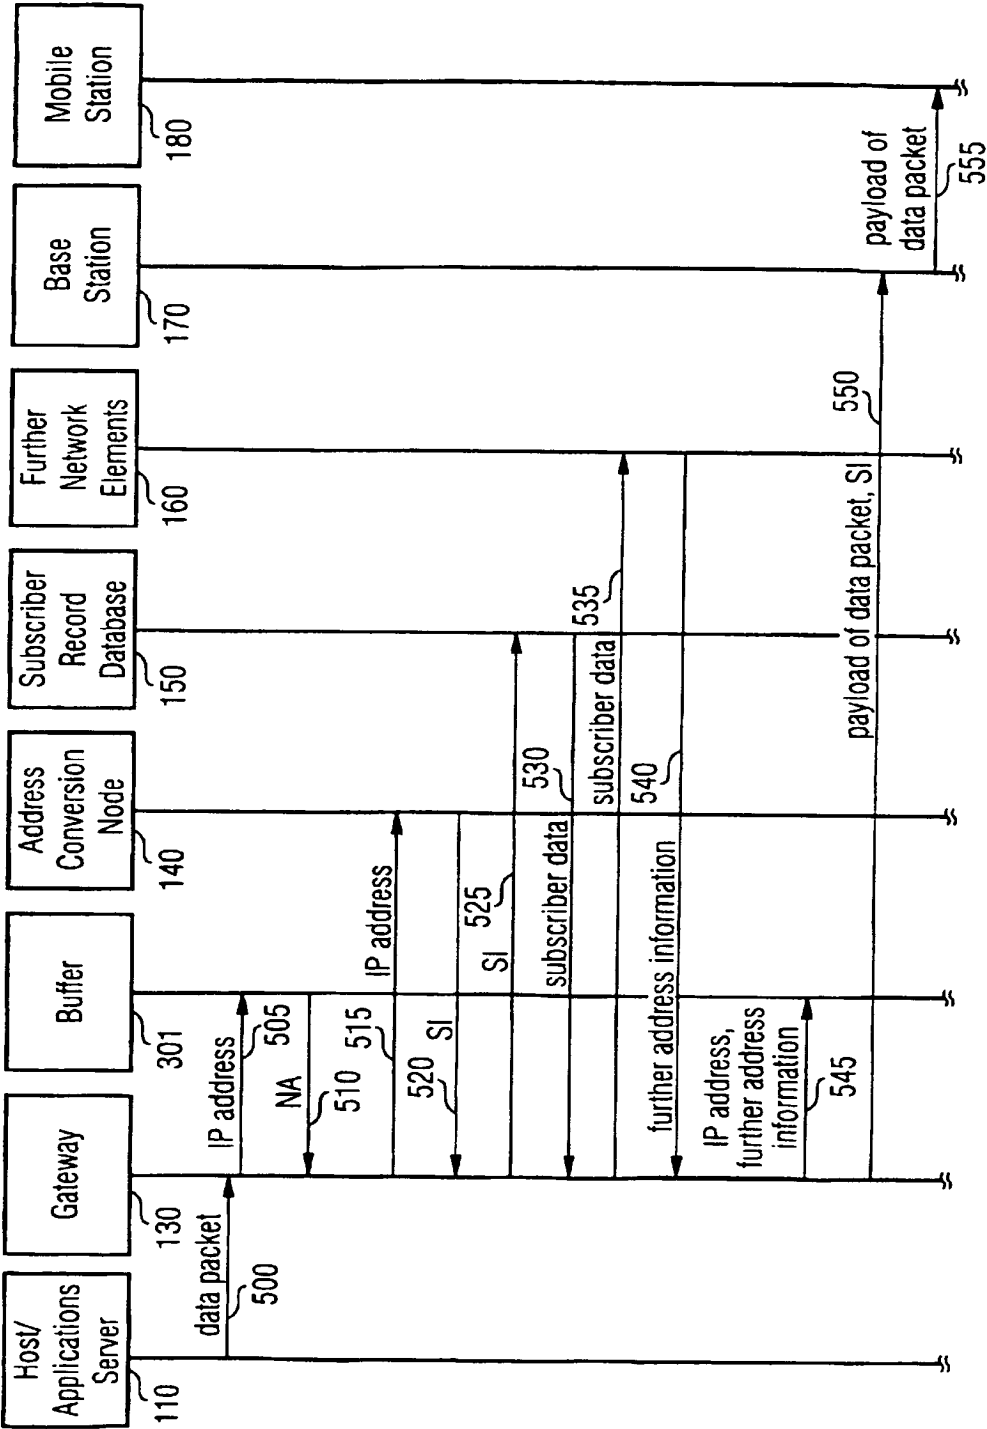 Host/
Applications
Server
110
Gateway
130
Buffer
301
Address
Conversion
Node
140
Subscriber
Record
Database
150
Further
Network
Elements
160
Base
Station
170
Mobile
Station
180
data packet
500
IP address
505
NA
510
IP address
515
SI
520
SI
525
subscriber data
530
subscriber data
535
further address information
540
IP address,
further address
information
545
payload of data packet, SI
550
payload of
data packet
555